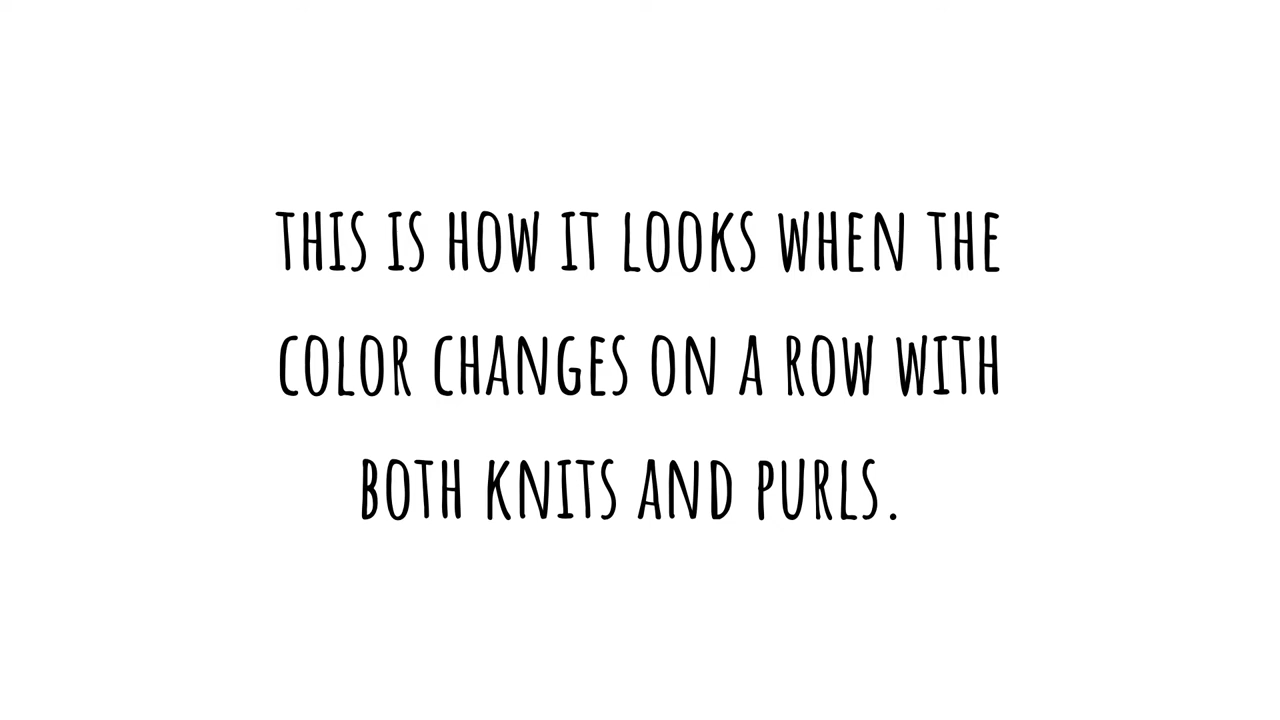 THIS IS HOW IT LOOKS WHEN THE
COLOR CHANGES ON A ROW WITH
BOTH KNITS AND PURLS.